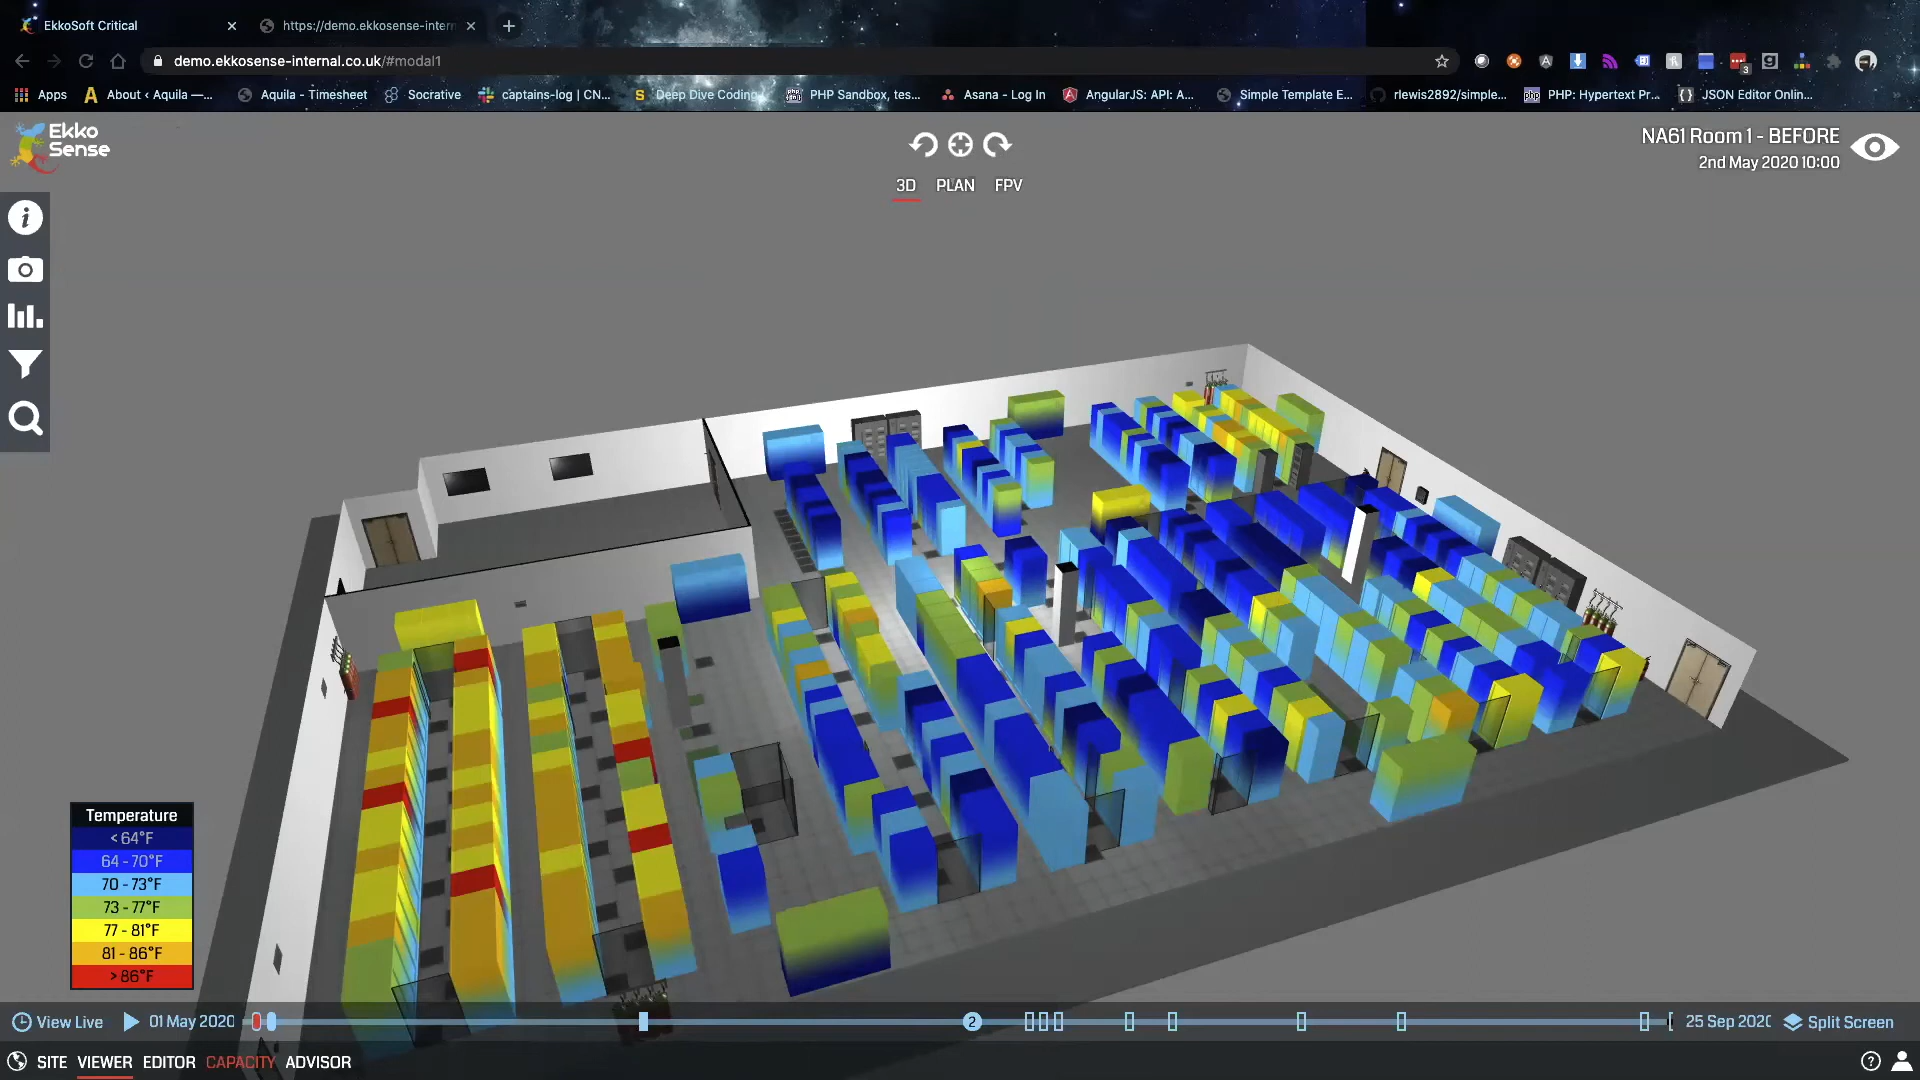 EkkoSoft Critical
https://demo.ekkosense-intern
demo.ekkosense-internal.co.uk/#modal1
Apps
About ‹ Aquila —...
Aquila - Timesheet
Socrative
captains-log | CN...
Deep Dive Coding
PHP Sandbox, tes...
Asana - Log In
AngularJS: API: A...
Simple Template E...
rlewis2892/simple...
PHP: Hypertext Pr...
JSON Editor Onlin...
Ekko
Sense
NA61 Room 1 - BEFORE
2nd May 2020 10:00
3D PLAN FPV
Temperature
< 64°F
64 - 70°F
70 - 73°F
73 - 77°F
77 - 81°F
81 - 86°F
> 86°F
View Live
01 May 2020
2
25 Sep 2020
Split Screen
SITE VIEWER EDITOR CAPACITY ADVISOR